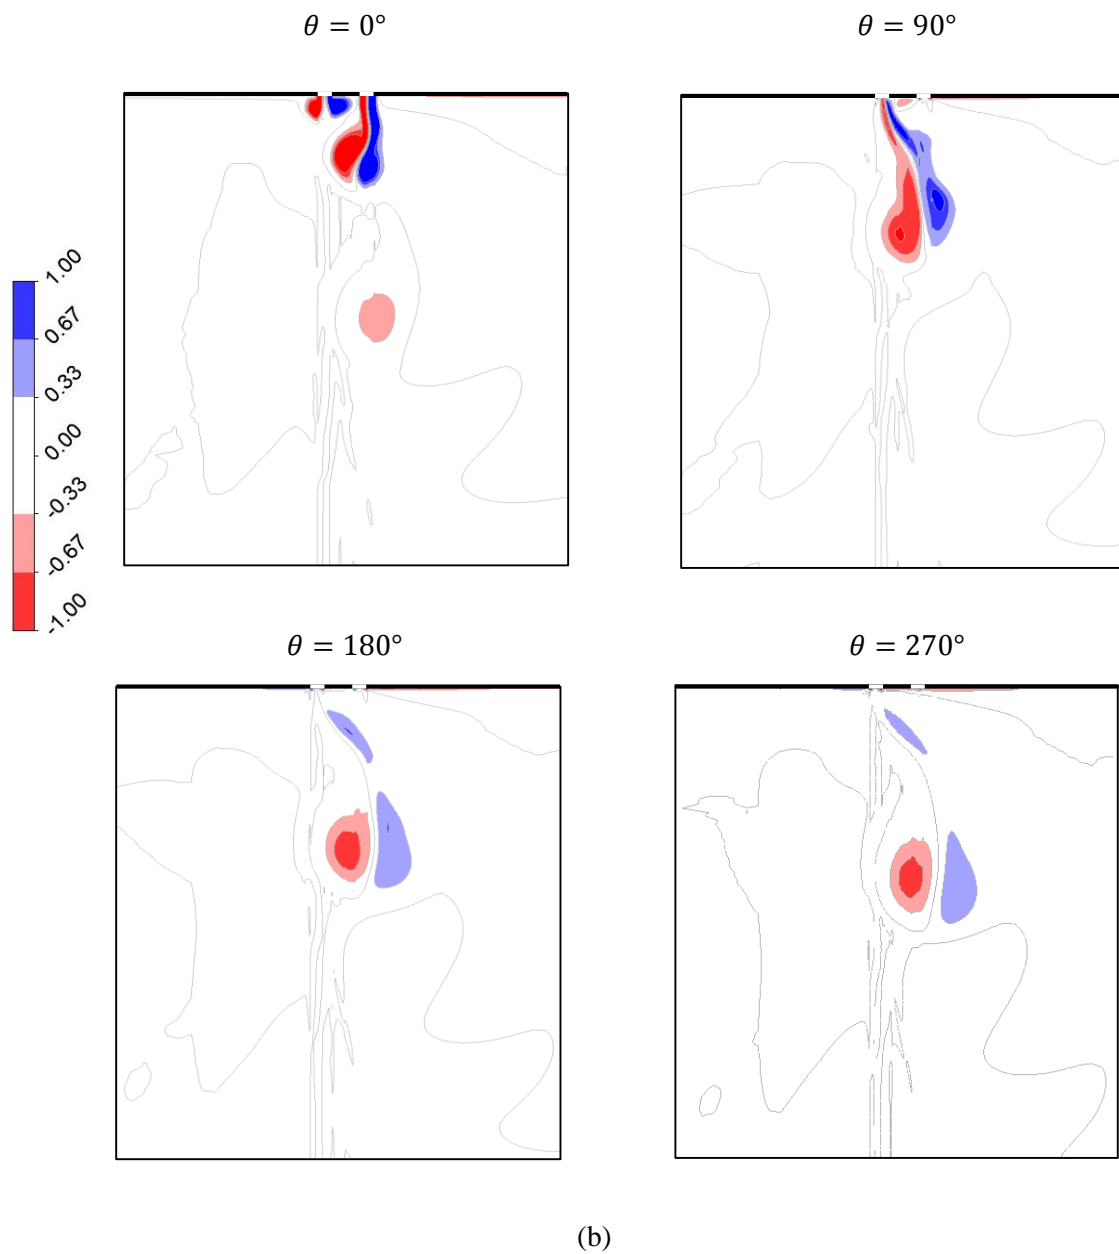 θ = 0°
θ = 90°
1.00
0.67
0.33
0.00
-0.33
-0.67
-1.00
θ = 180°
θ = 270°
(b)